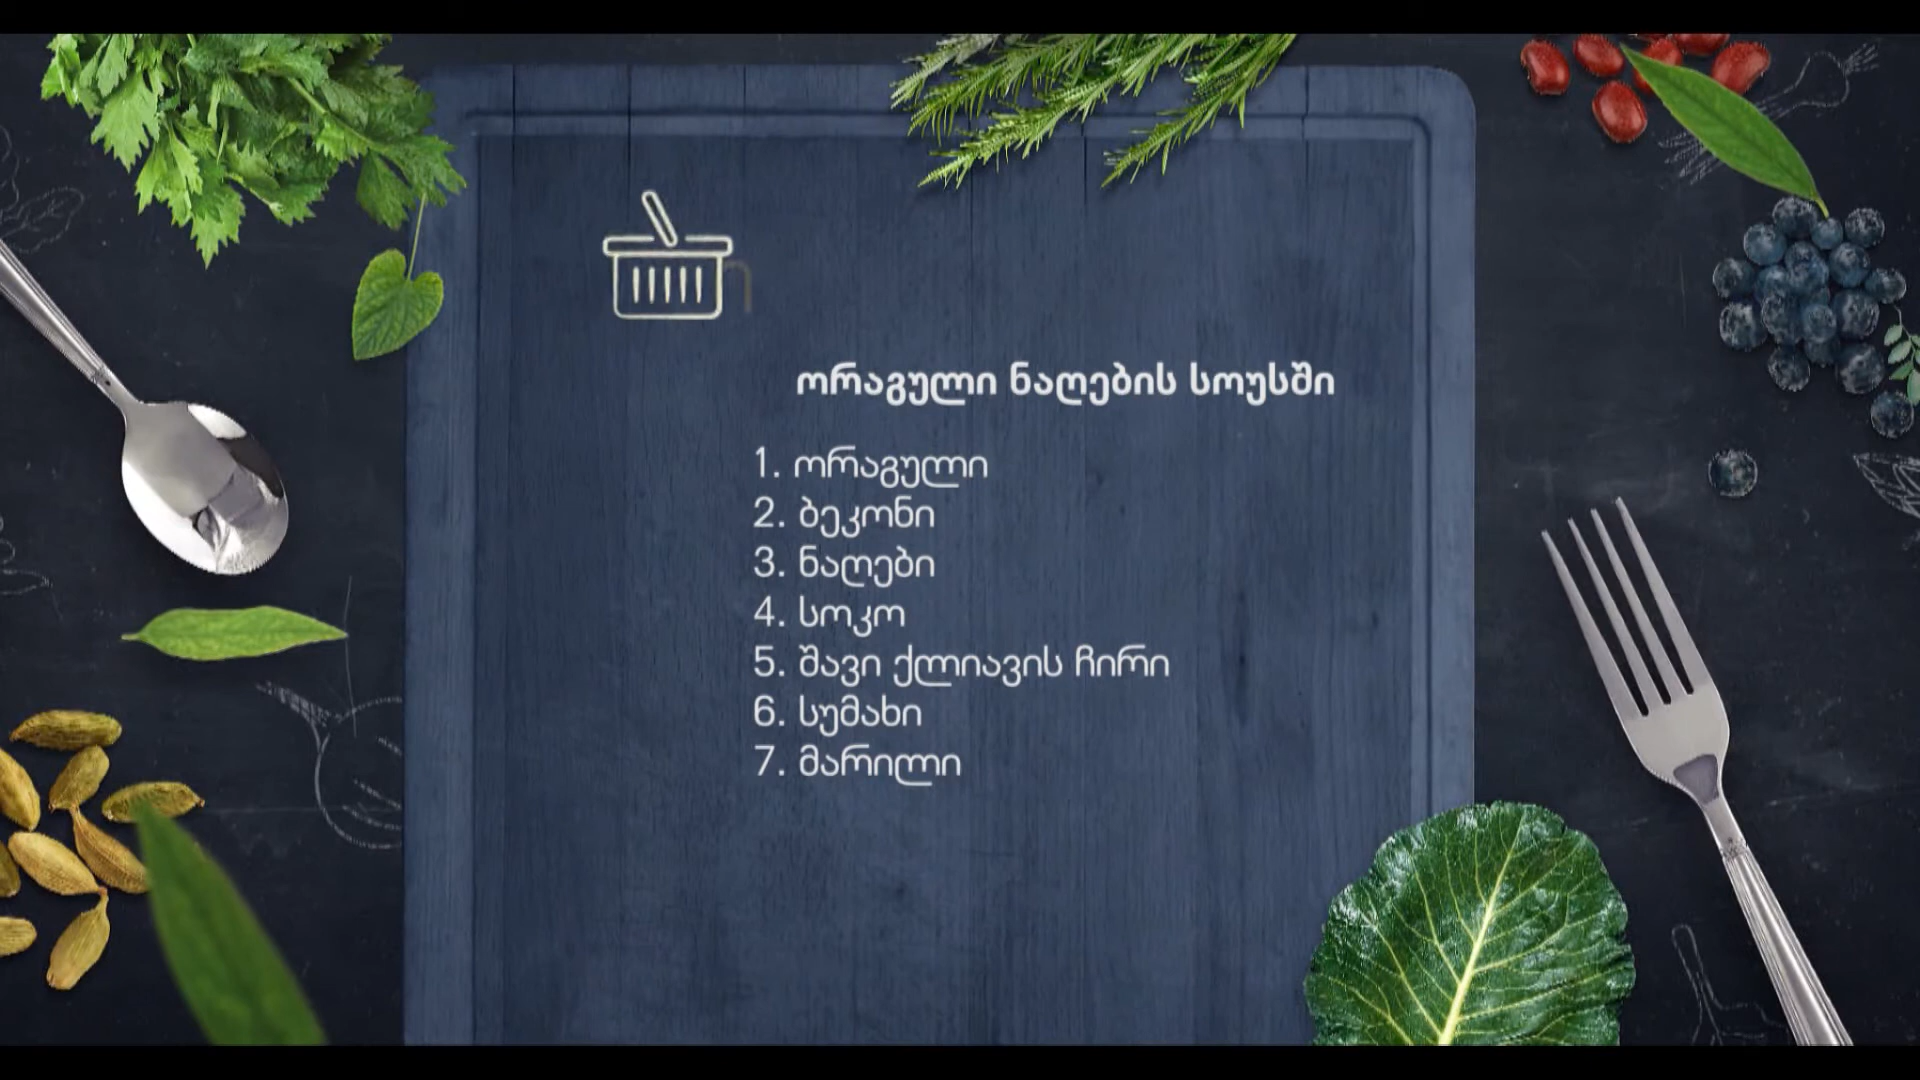 ორაგული ნაღების სოუსში
1. ორაგული
2. ბეკონი
3. ნაღები
4. სოკო
5. შავი ქლიავის ჩირი
6. სუმახი
7. მარილი